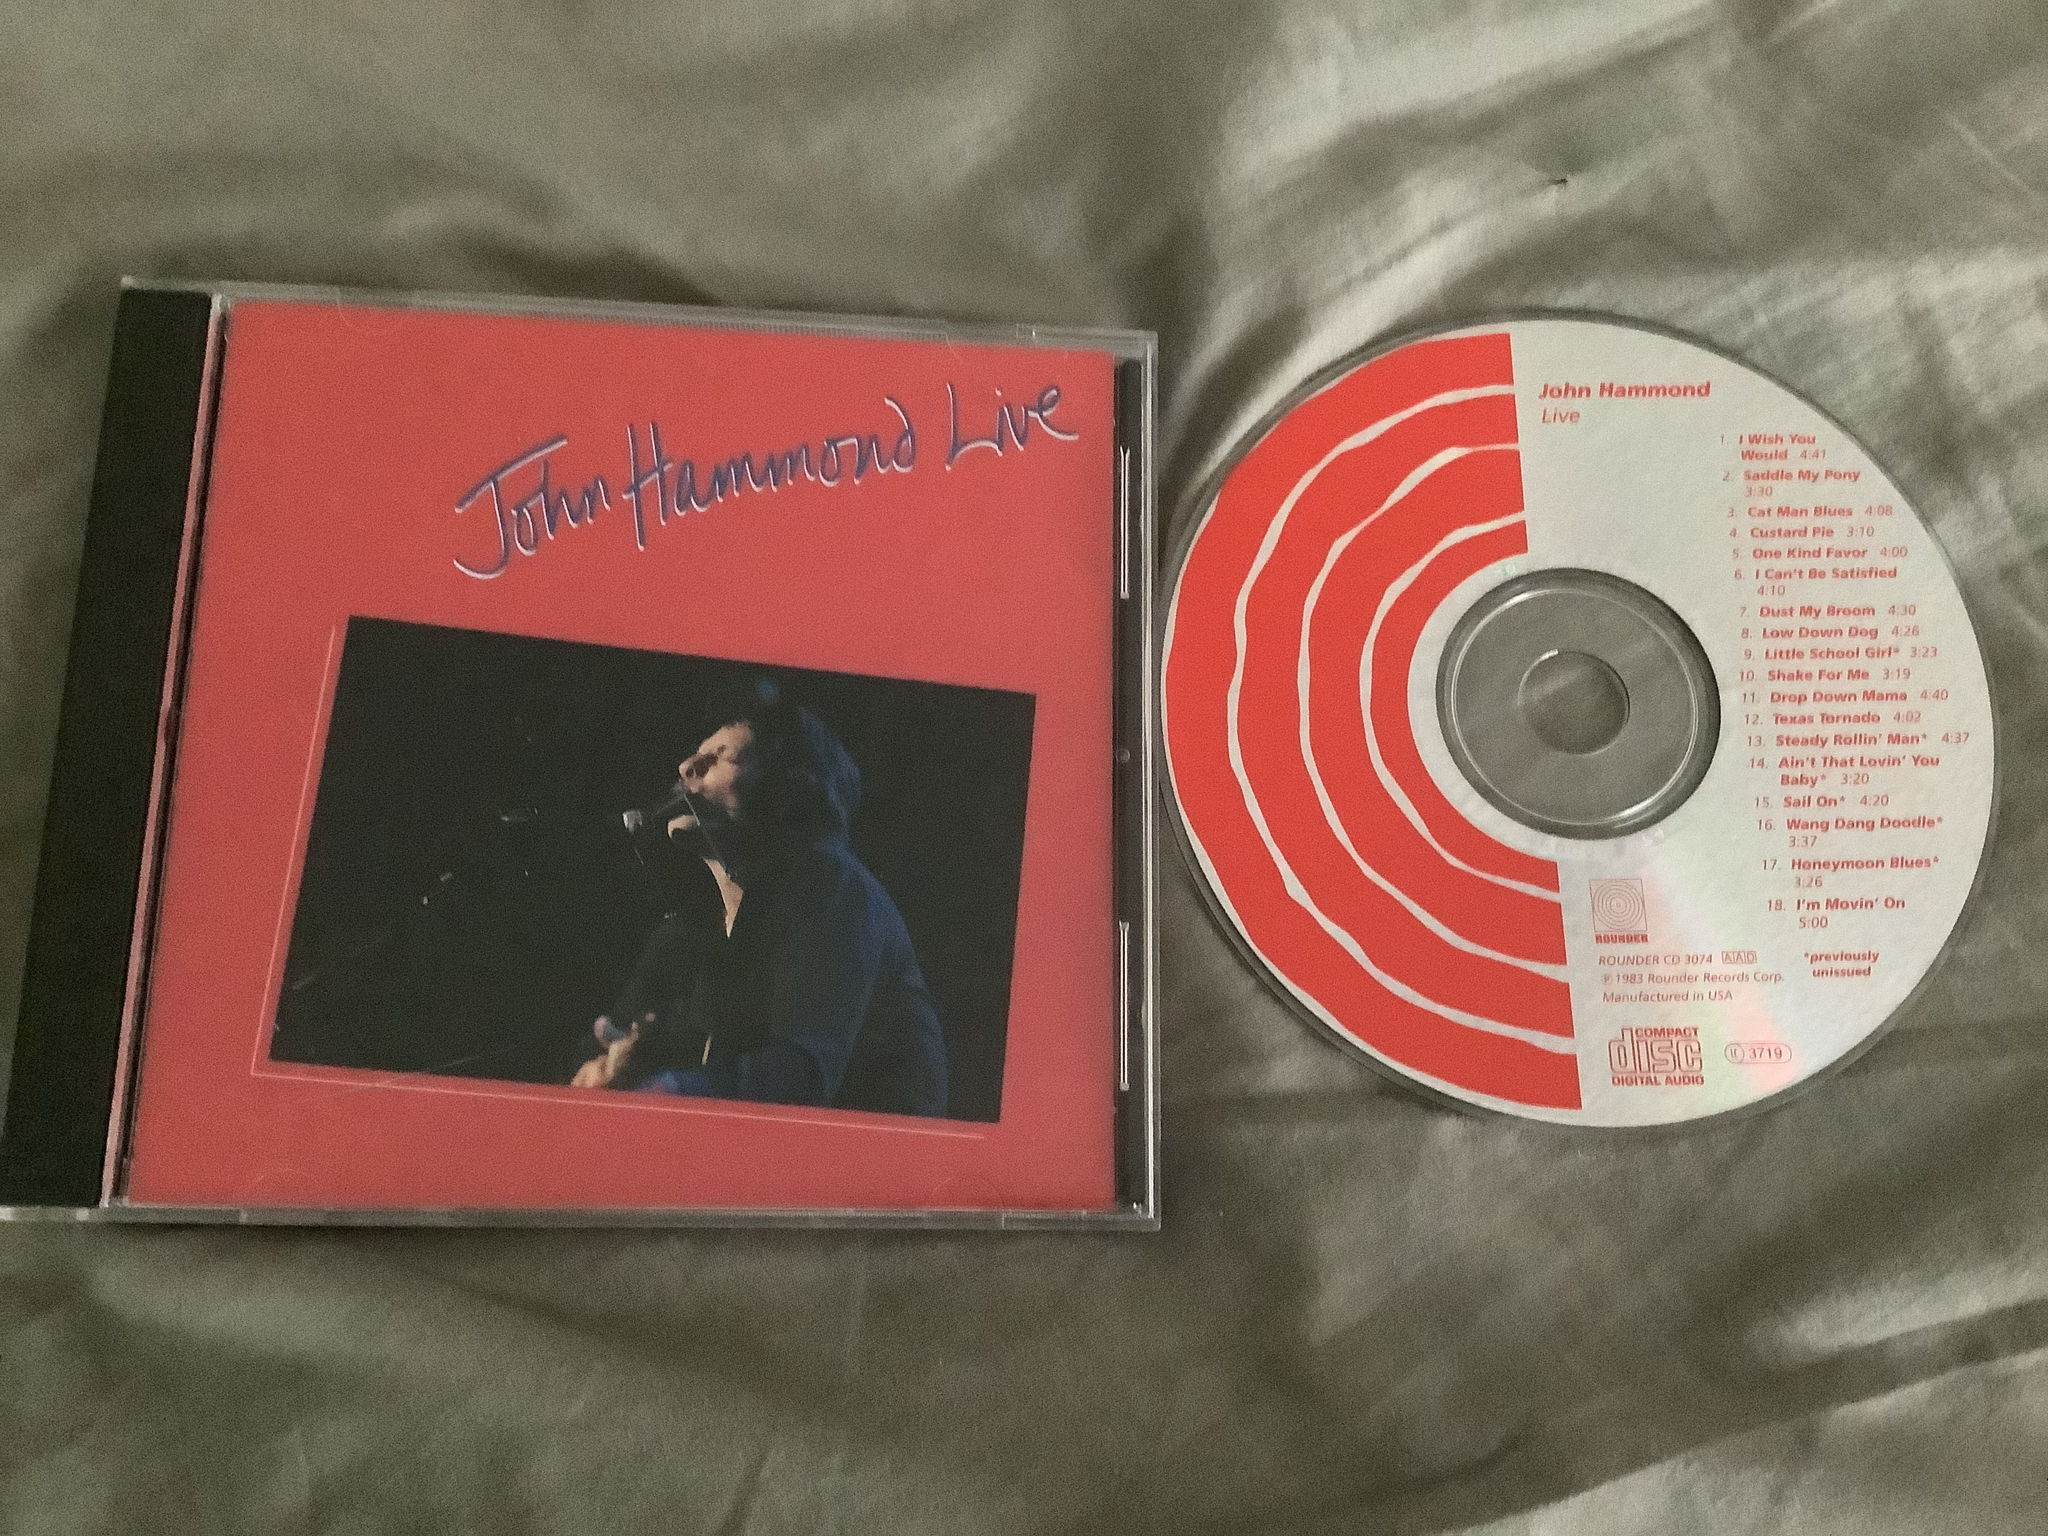 John Hammond Live
John Hammond
Live
1. I Wish You
Would 4:41
2. Saddle My Pony
3:30
3. Cat Man Blues 4:08
4. Custard Pie 3:10
5. One Kind Favor 4:00
6. I Can't Be Satisfied
4:10
7. Dust My Broom 4:30
8. Low Down Dog 4:26
9. Little School Girl* 3:23
10. Shake For Me 3:19
11. Drop Down Mama 4:40
12. Texas Tornado 4:02
13. Steady Rollin' Man* 4:37
14. Ain't That Lovin' You
Baby* 3:20
15. Sail On* 4:20
16. Wang Dang Doodle*
3:37
17. Honeymoon Blues*
3:26
18. I'm Movin' On
5:00
*previously
unissued
ROUNDER
ROUNDER CD 3074 AAD
℗ 1983 Rounder Records Corp.
Manufactured in USA
COMPACT
disc
DIGITAL AUDIO
3719